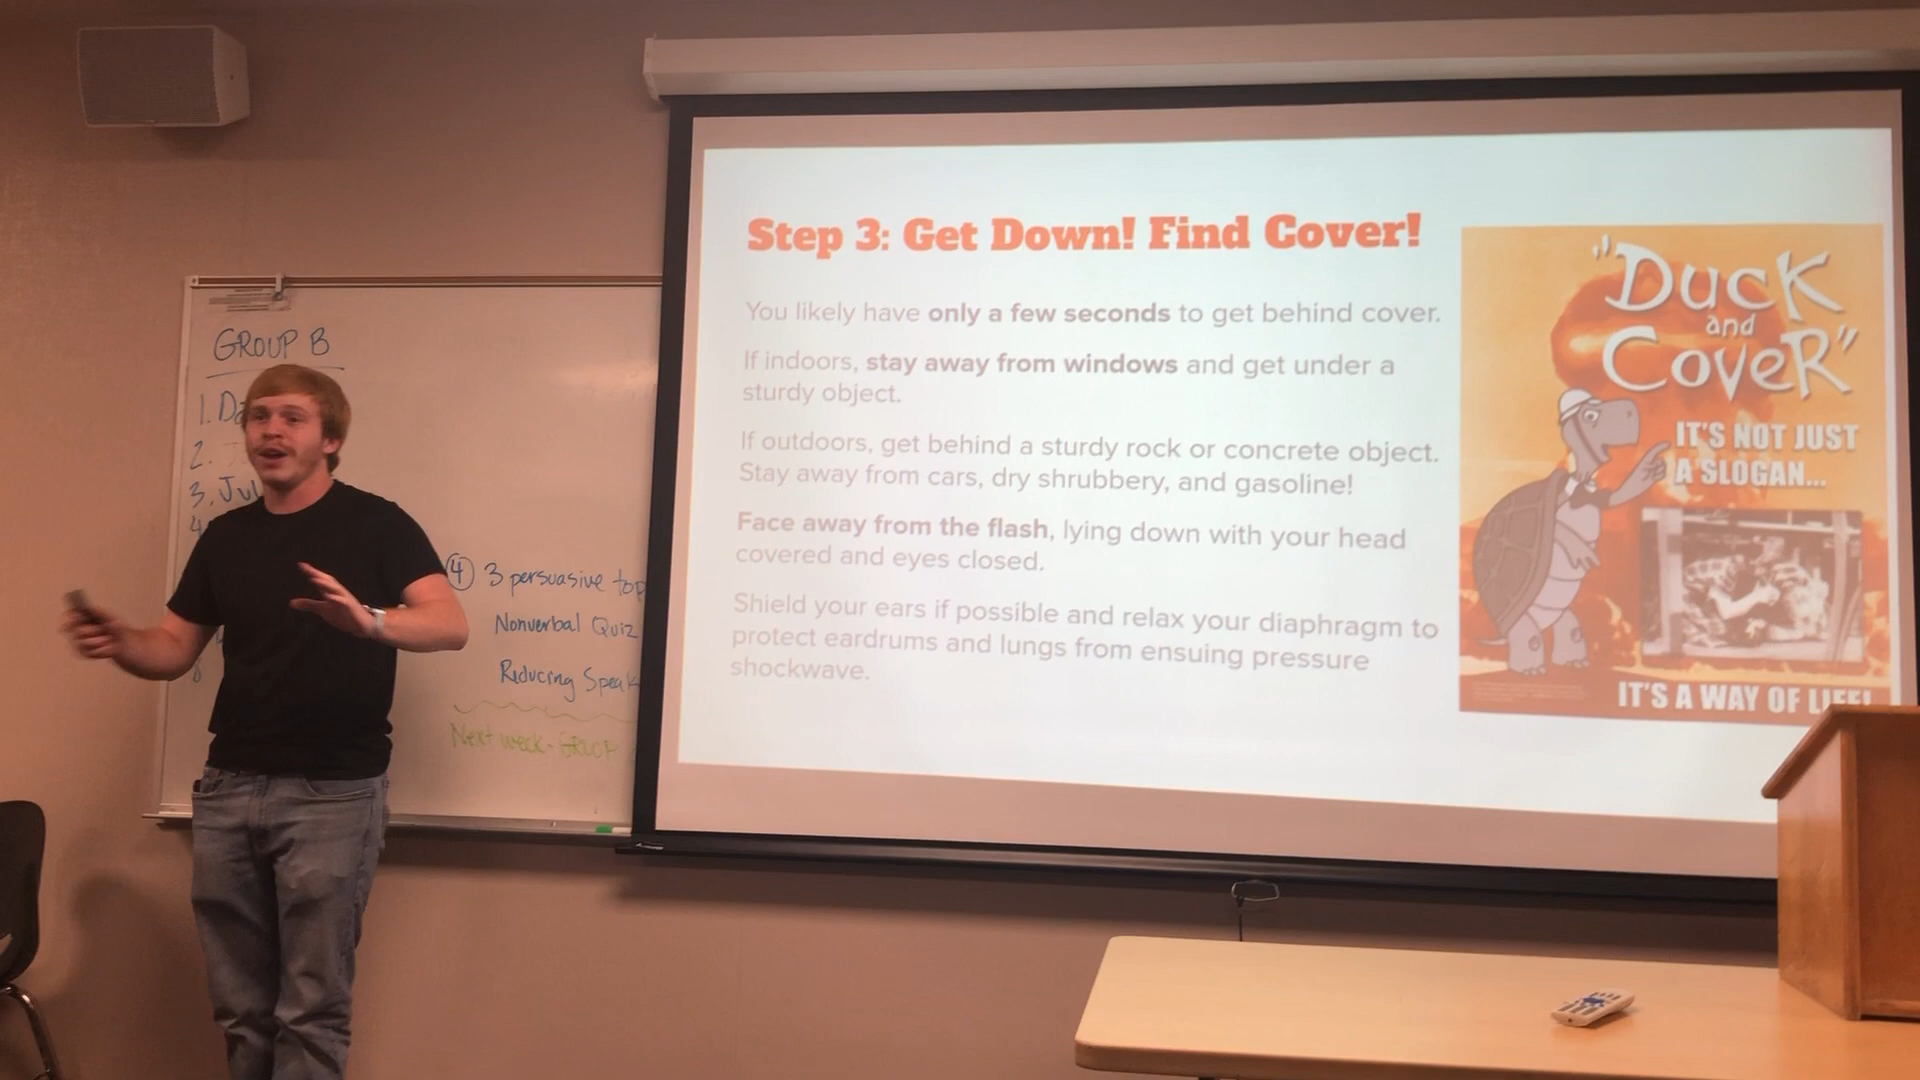 GROUP B
1. Da
2.
3. Jul
4
8
④ 3 persuasive top
Nonverbal Quiz
Reducing Speak
Next week - GROUP
Step 3: Get Down! Find Cover!
You likely have only a few seconds to get behind cover.
If indoors, stay away from windows and get under a
sturdy object.
If outdoors, get behind a sturdy rock or concrete object.
Stay away from cars, dry shrubbery, and gasoline!
Face away from the flash, lying down with your head
covered and eyes closed.
Shield your ears if possible and relax your diaphragm to
protect eardrums and lungs from ensuing pressure
shockwave.
"DUCK
and
COVER"
IT'S NOT JUST
A SLOGAN...
IT'S A WAY OF LIFE!